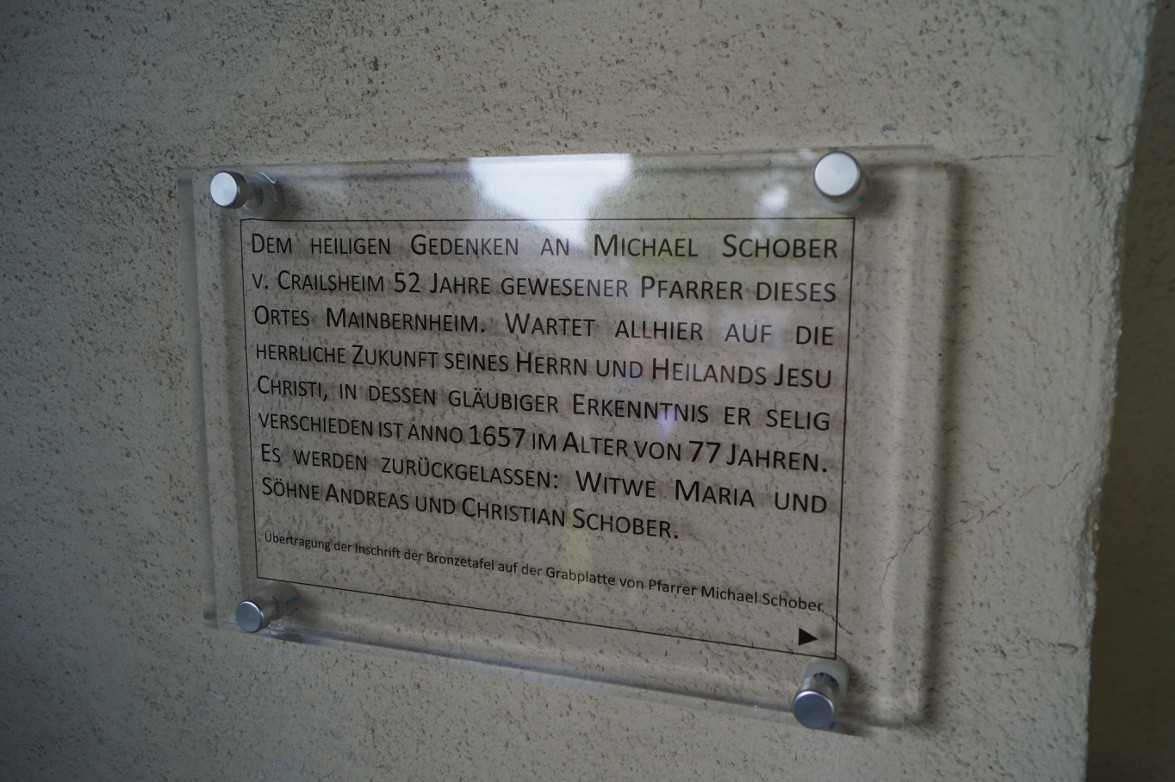 Dem heiligen Gedenken an Michael Schober
v. Crailsheim 52 Jahre gewesener Pfarrer dieses
Ortes Mainbernheim. Wartet allhier auf die
herrliche Zukunft seines Herrn und Heilands Jesu
Christi, in dessen gläubiger Erkenntnis er selig
verschieden ist anno 1657 im Alter von 77 Jahren.
Es werden zurückgelassen: Witwe Maria und
Söhne Andreas und Christian Schober.
Übertragung der Inschrift der Bronzetafel auf der Grabplatte von Pfarrer Michael Schober